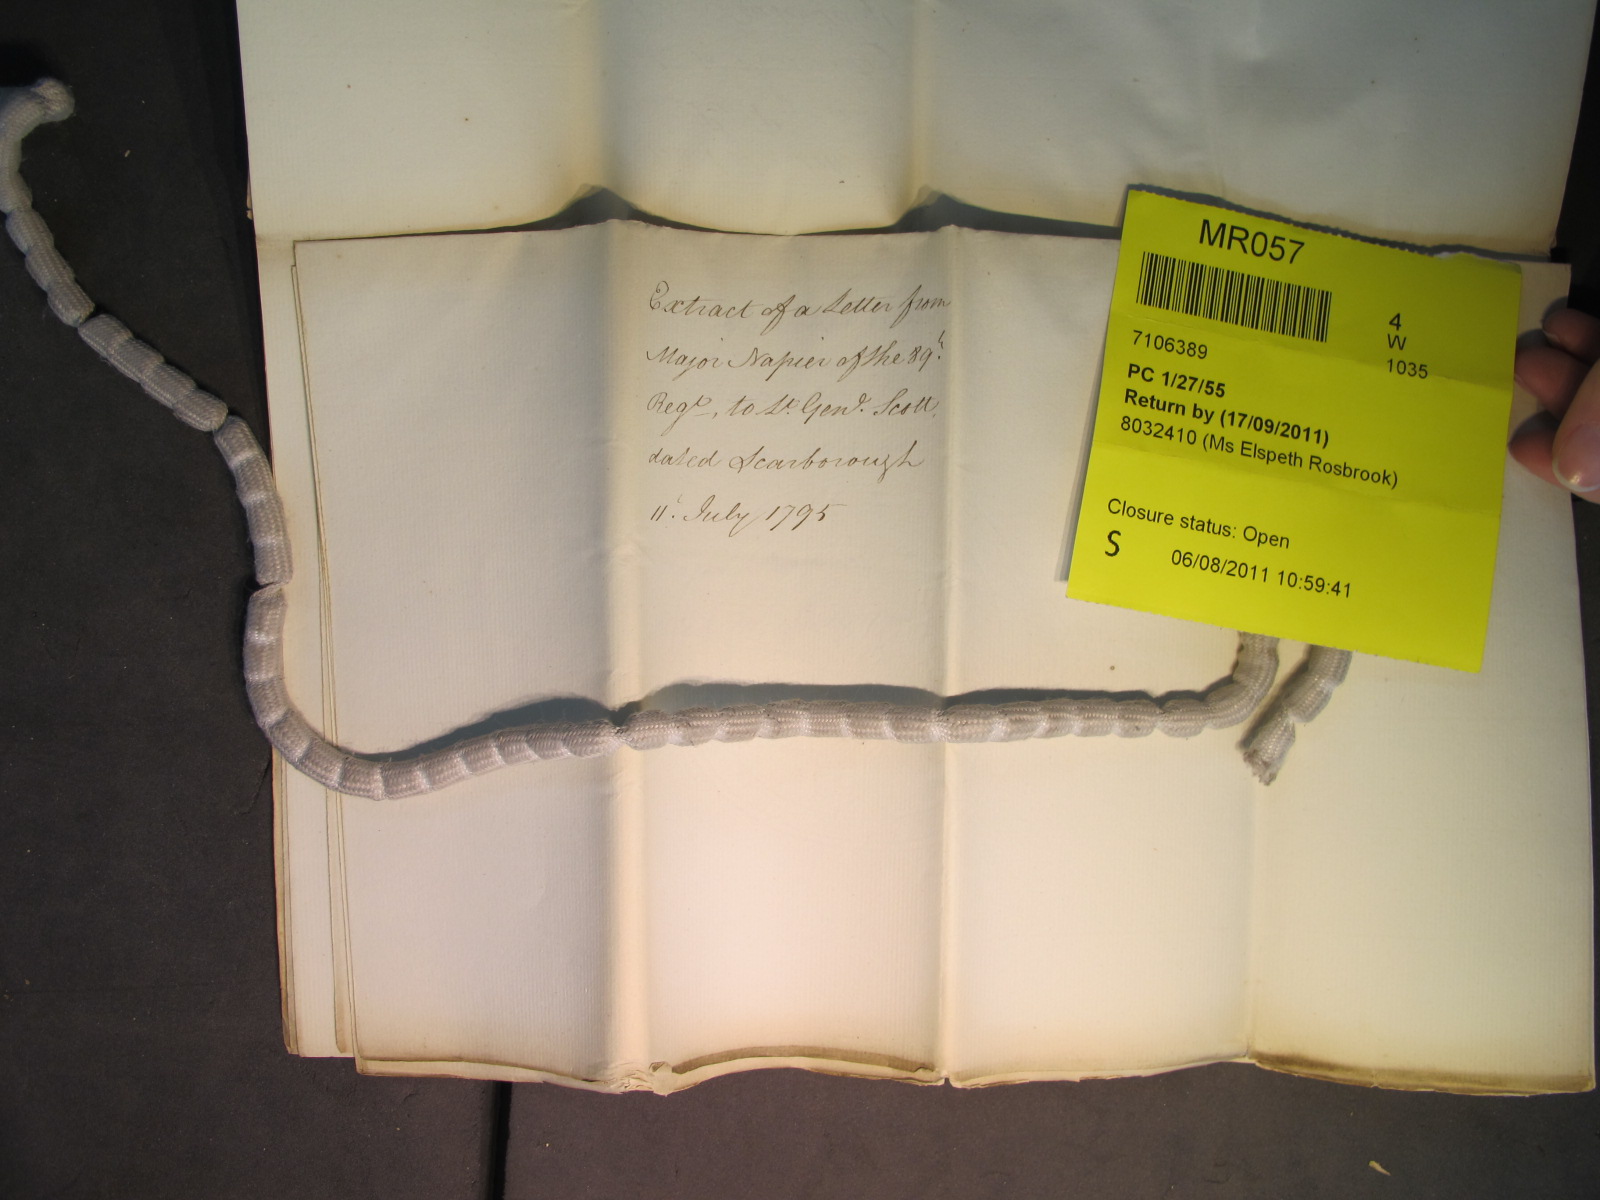 Extract of a Letter from
Major Napier of the 89th
Regt, to Lt. Genl. Scott,
dated Scarborough
11th July 1795
MR057
4
W
7106389
1035
PC 1/27/55
Return by (17/09/2011)
8032410 (Ms Elspeth Rosbrook)
Closure status: Open
S
06/08/2011 10:59:41